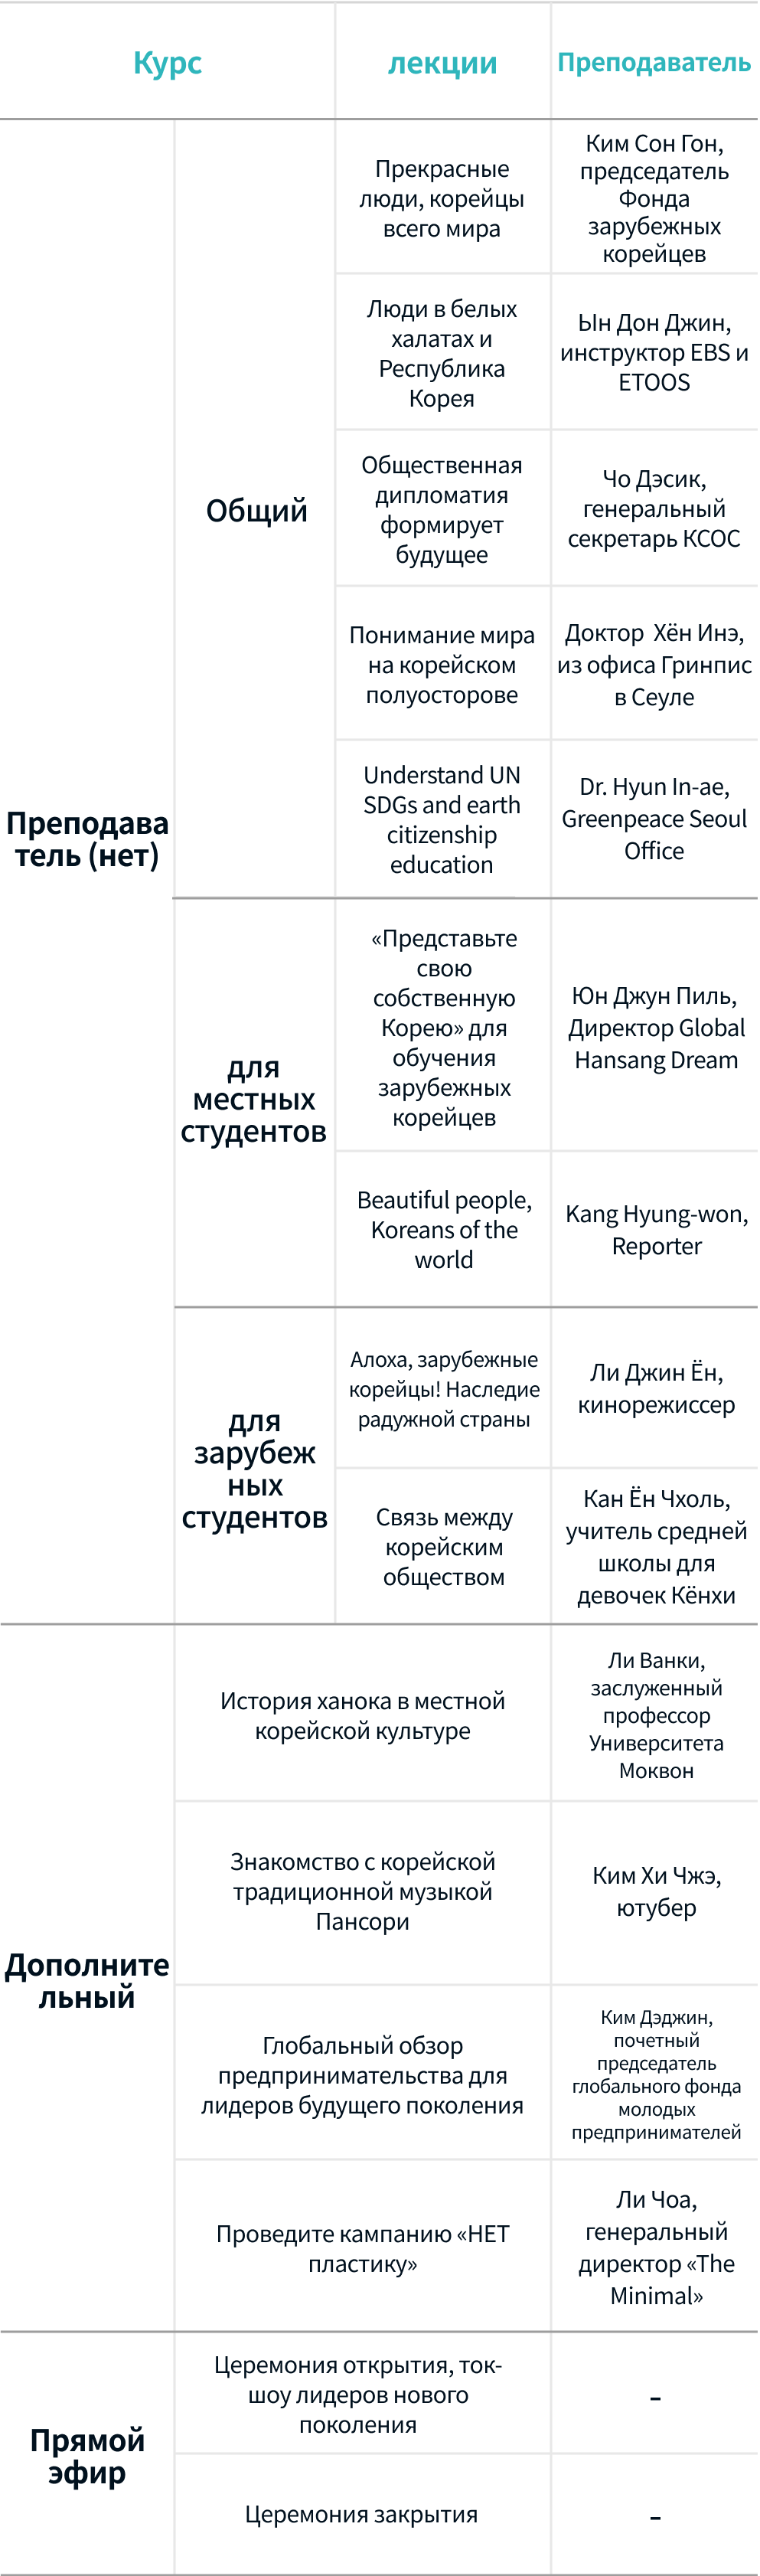 Курс
лекции
Преподаватель
Преподава
тель (нет)
Общий
Прекрасные
люди, корейцы
всего мира
Ким Сон Гон,
председатель
Фонда
зарубежных
корейцев
Люди в белых
халатах и
Республика
Корея
Ын Дон Джин,
инструктор EBS и
ETOOS
Общественная
дипломатия
формирует
будущее
Чо Дэсик,
генеральный
секретарь КСОС
Понимание мира
на корейском
полуосторове
Доктор Хён Инэ,
из офиса Гринпис
в Сеуле
Understand UN
SDGs and earth
citizenship
education
Dr. Hyun In-ae,
Greenpeace Seoul
Office
для
местных
студентов
«Представьте
свою
собственную
Корею» для
обучения
зарубежных
корейцев
Юн Джун Пиль,
Директор Global
Hansang Dream
Beautiful people,
Koreans of the
world
Kang Hyung-won,
Reporter
для
зарубеж
ных
студентов
Алоха, зарубежные
корейцы! Наследие
радужной страны
Ли Джин Ён,
кинорежиссер
Связь между
корейским
обществом
Кан Ён Чхоль,
учитель средней
школы для
девочек Кёнхи
Дополните
льный
История ханока в местной
корейской культуре
Ли Ванки,
заслуженный
профессор
Университета
Моквон
Знакомство с корейской
традиционной музыкой
Пансори
Ким Хи Чжэ,
ютубер
Глобальный обзор
предпринимательства для
лидеров будущего поколения
Ким Дэджин,
почетный
председатель
глобального фонда
молодых
предпринимателей
Проведите кампанию «НЕТ
пластику»
Ли Чоа,
генеральный
директор «The
Minimal»
Прямой
эфир
Церемония открытия, ток-
шоу лидеров нового
поколения
-
Церемония закрытия
-